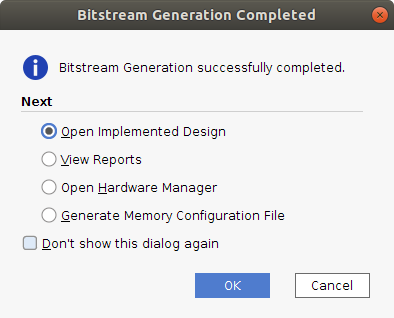 Bitstream Generation Completed
Bitstream Generation successfully completed.
Next
Open Implemented Design
View Reports
Open Hardware Manager
Generate Memory Configuration File
Don't show this dialog again
OK
Cancel